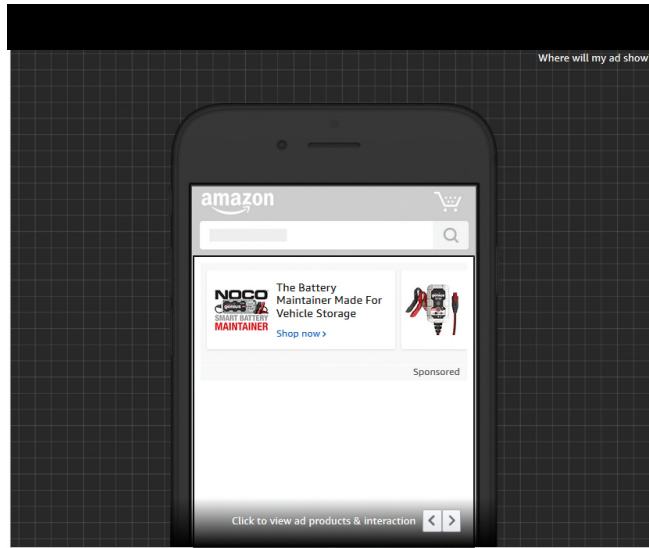 Where will my ad show
amazon
NOCO
genius
SMART BATTERY
MAINTAINER
The Battery
Maintainer Made For
Vehicle Storage
Shop now ›
Sponsored
Click to view ad products & interaction